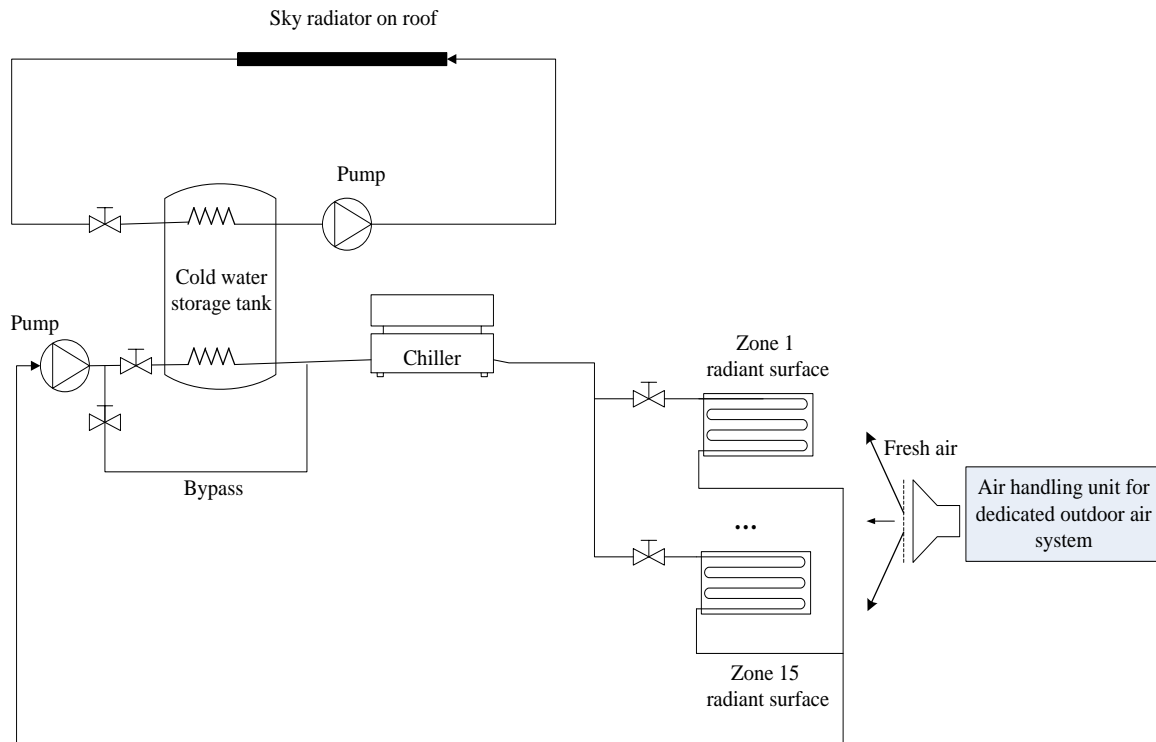 Sky radiator on roof
Pump
Cold water
storage tank
Pump
Chiller
Zone 1
radiant surface
Bypass
Fresh air
Air handling unit for
dedicated outdoor air
system
...
Zone 15
radiant surface